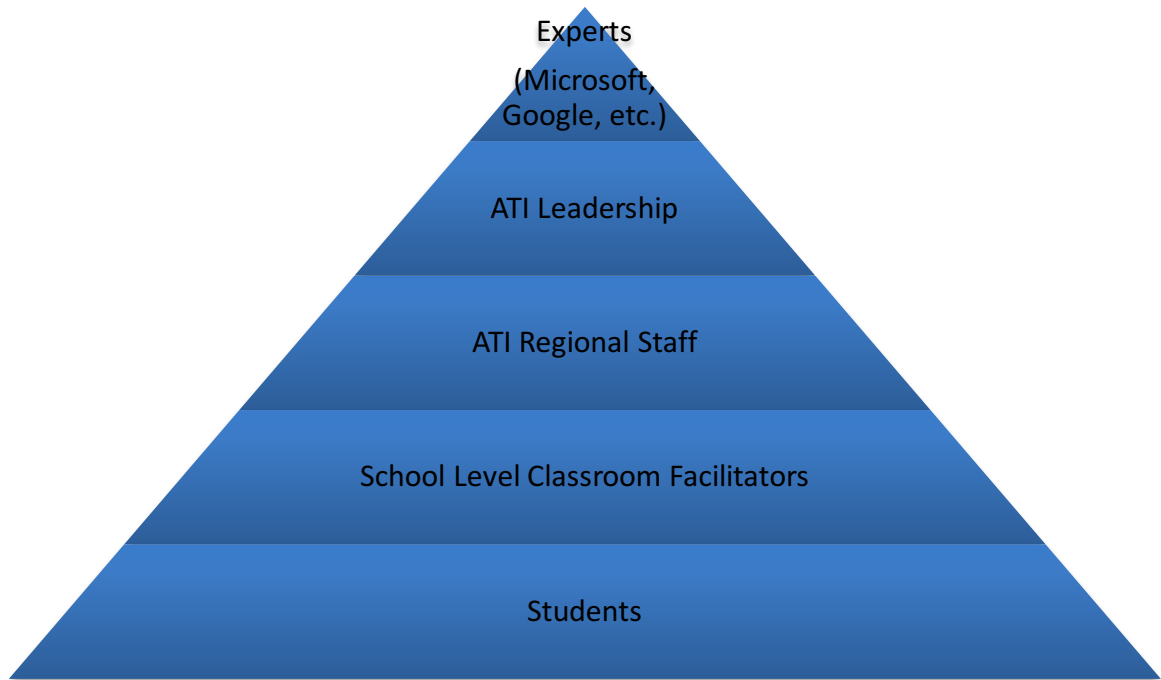 Experts
(Microsoft,
Google, etc.)
ATI Leadership
ATI Regional Staff
School Level Classroom Facilitators
Students